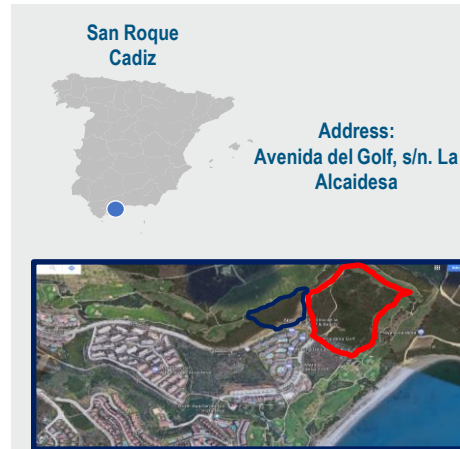 San Roque
Cadiz
Address:
Avenida del Golf, s/n. La
Alcaidesa